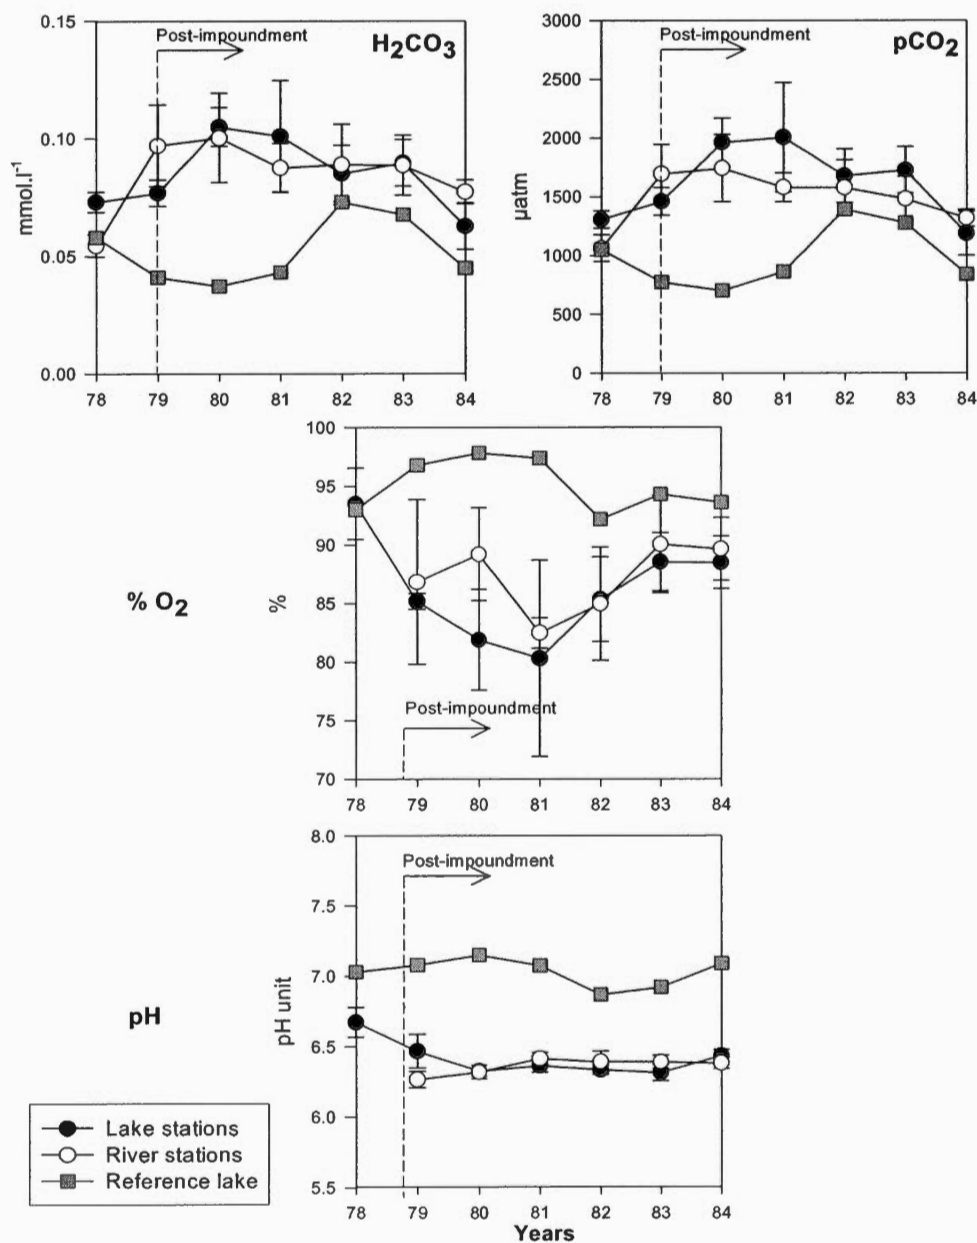 Post-impoundment
H2CO3
0.15
0.10
0.05
0.00
mmol.l-1
78 79 80 81 82 83 84
Post-impoundment
pCO2
3000
2500
2000
1500
1000
500
0
µatm
78 79 80 81 82 83 84
% O2
100
95
90
85
80
75
70
%
Post-impoundment
78 79 80 81 82 83 84
pH
8.0
7.5
7.0
6.5
6.0
5.5
pH unit
Post-impoundment
78 79 80 81 82 83 84
Years
Lake stations
River stations
Reference lake